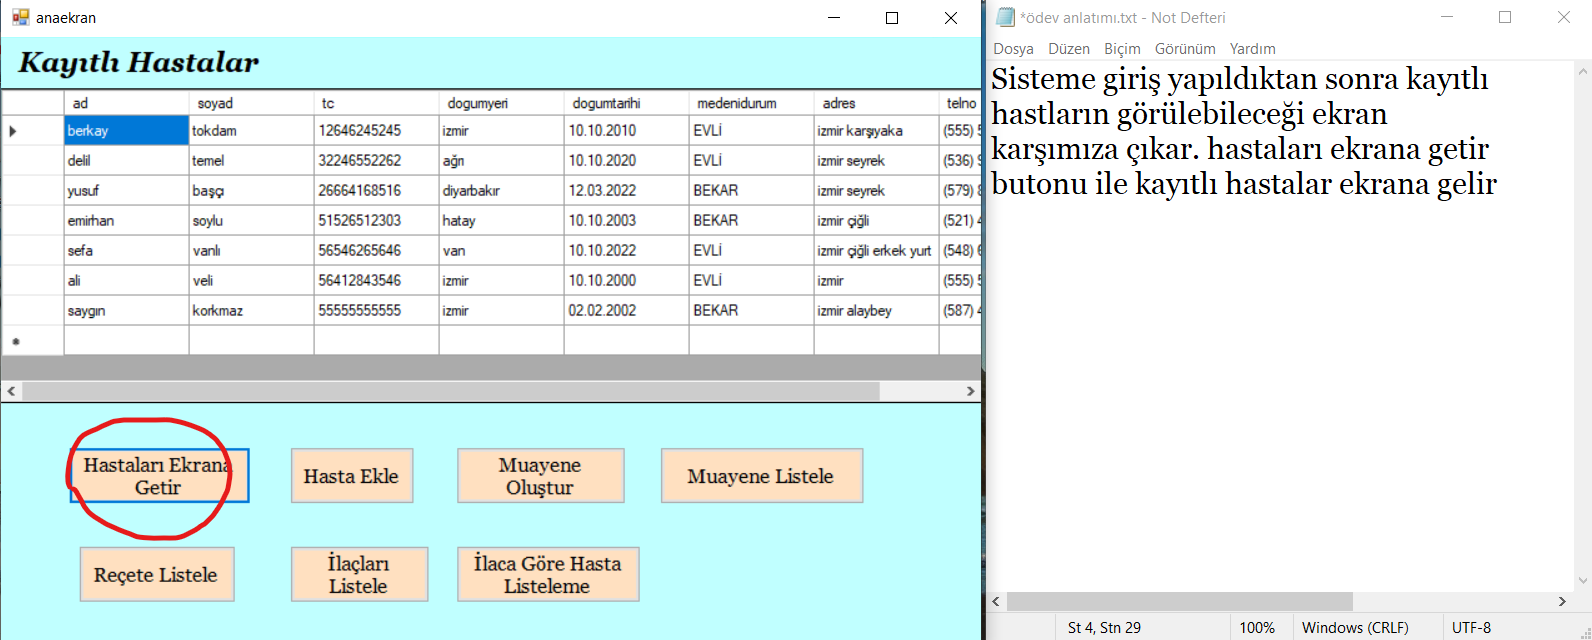 anaekran
Kayıtlı Hastalar
ad soyad tc dogumyeri dogumtarihi medenidurum adres telno
berkay tokdam 12646245245 izmir 10.10.2010 EVLİ izmir karşıyaka (555) 5
delil temel 32246552262 ağrı 10.10.2020 EVLİ izmir seyrek (536) 9
yusuf başçı 26664168516 diyarbakır 12.03.2022 BEKAR izmir seyrek (579) 8
emirhan soylu 51526512303 hatay 10.10.2003 BEKAR izmir çiğli (521) 4
sefa vanlı 56546265646 van 10.10.2022 EVLİ izmir çiğli erkek yurt (548) 6
ali veli 56412843546 izmir 10.10.2000 EVLİ izmir (555) 5
saygın korkmaz 55555555555 izmir 02.02.2002 BEKAR izmir alaybey (587) 4
Hastaları Ekrana
Getir
Hasta Ekle
Muayene
Oluştur
Muayene Listele
Reçete Listele
İlaçları
Listele
İlaca Göre Hasta
Listeleme
*ödev anlatımı.txt - Not Defteri
Dosya Düzen Biçim Görünüm Yardım
Sisteme giriş yapıldıktan sonra kayıtlı
hastların görülebileceği ekran
karşımıza çıkar. hastaları ekrana getir
butonu ile kayıtlı hastalar ekrana gelir
St 4, Stn 29 100% Windows (CRLF) UTF-8